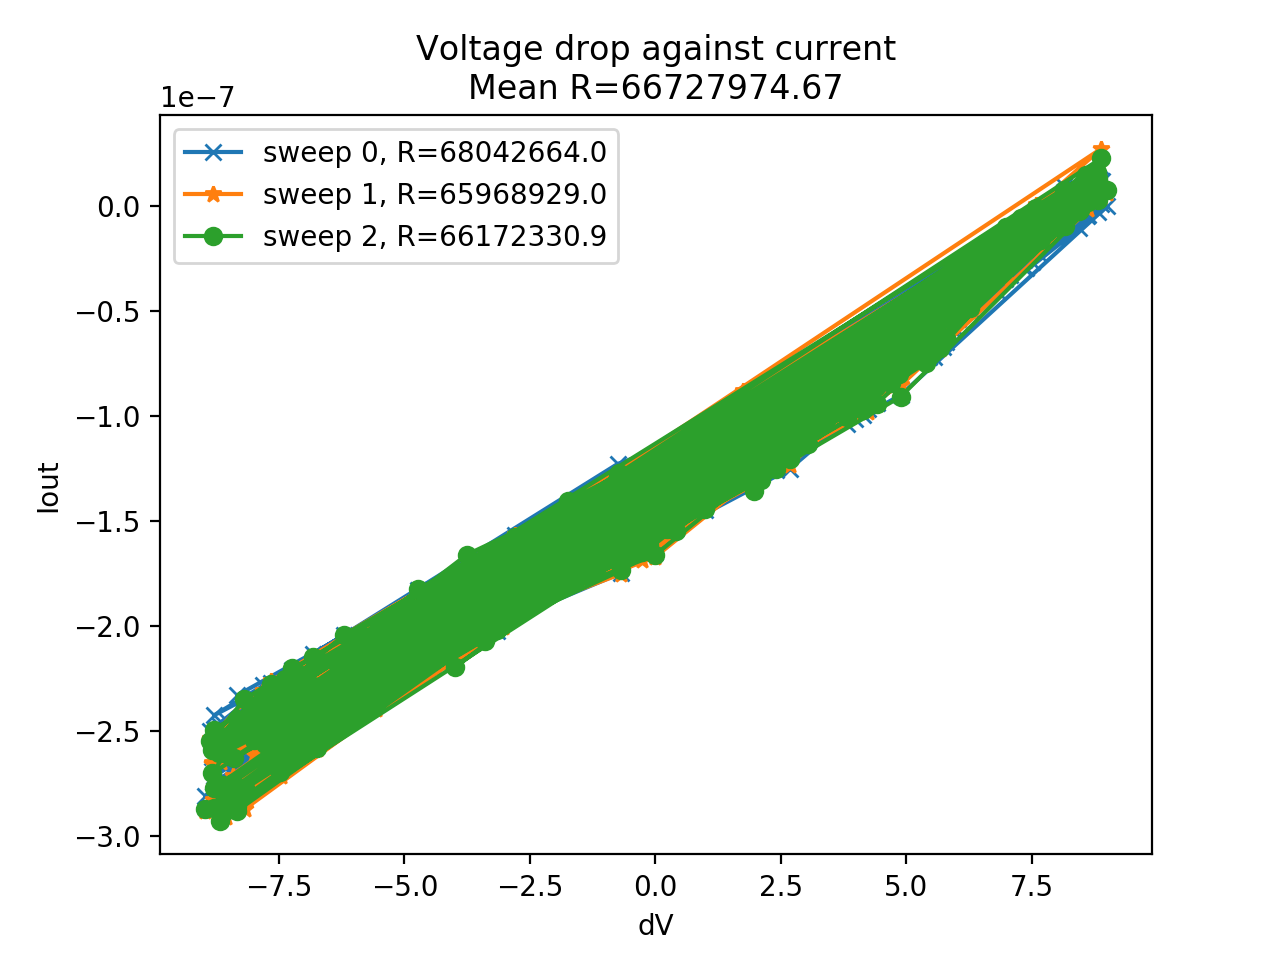 Voltage drop against current
Mean R=66727974.67
1e−7
sweep 0, R=68042664.0
sweep 1, R=65968929.0
sweep 2, R=66172330.9
0.0
−0.5
−1.0
−1.5
−2.0
−2.5
−3.0
Iout
−7.5
−5.0
−2.5
0.0
2.5
5.0
7.5
dV